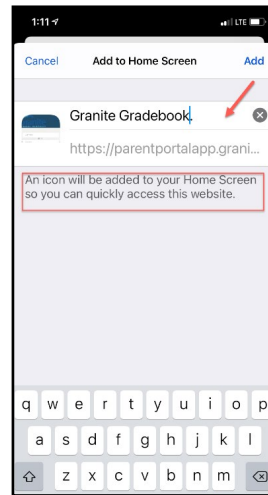 1:11 LTE
Cancel Add to Home Screen Add
Granite Gradebook.
https://parentportalapp.grani...
An icon will be added to your Home Screen
so you can quickly access this website.
q w e r t y u i o p
a s d f g h j k l
z x c v b n m